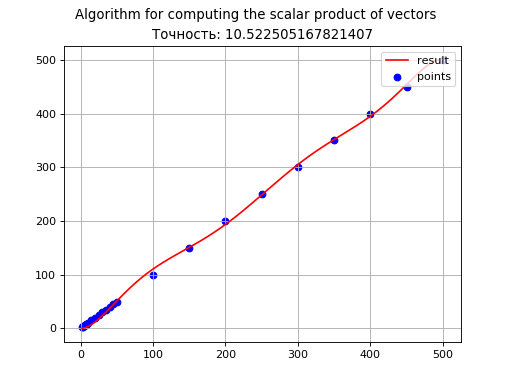 Algorithm for computing the scalar product of vectors
Точность: 10.522505167821407
result
points
500
400
300
200
100
0
0 100 200 300 400 500